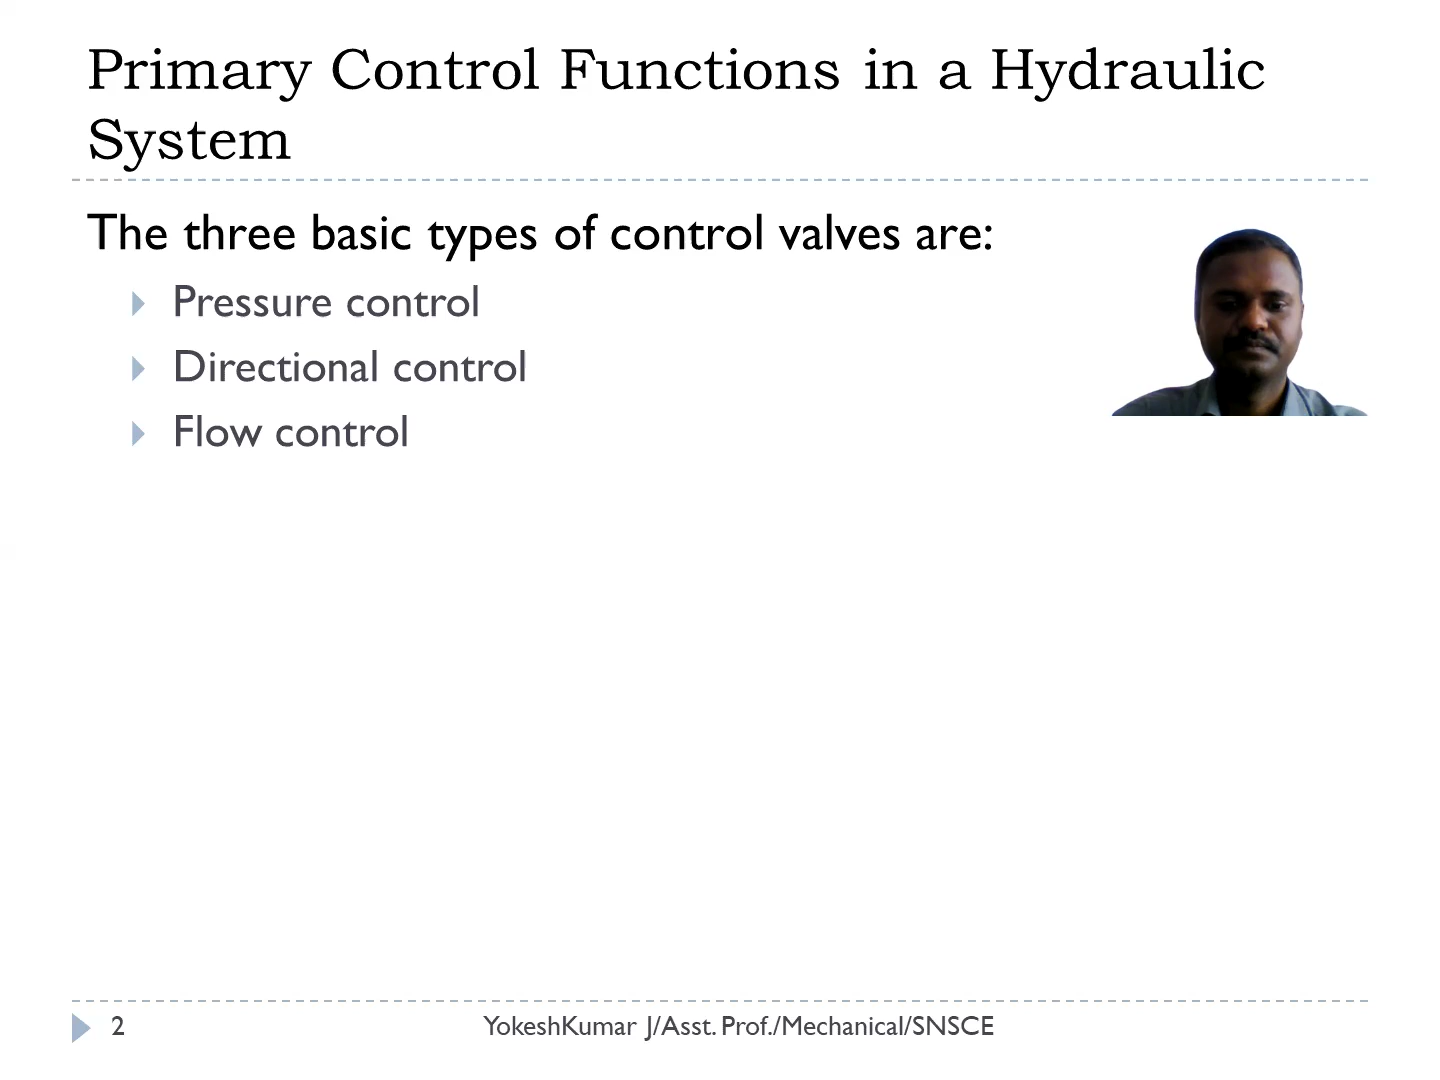 Primary Control Functions in a Hydraulic
System
The three basic types of control valves are:
Pressure control
Directional control
Flow control
2
YokeshKumar J/Asst. Prof./Mechanical/SNSCE